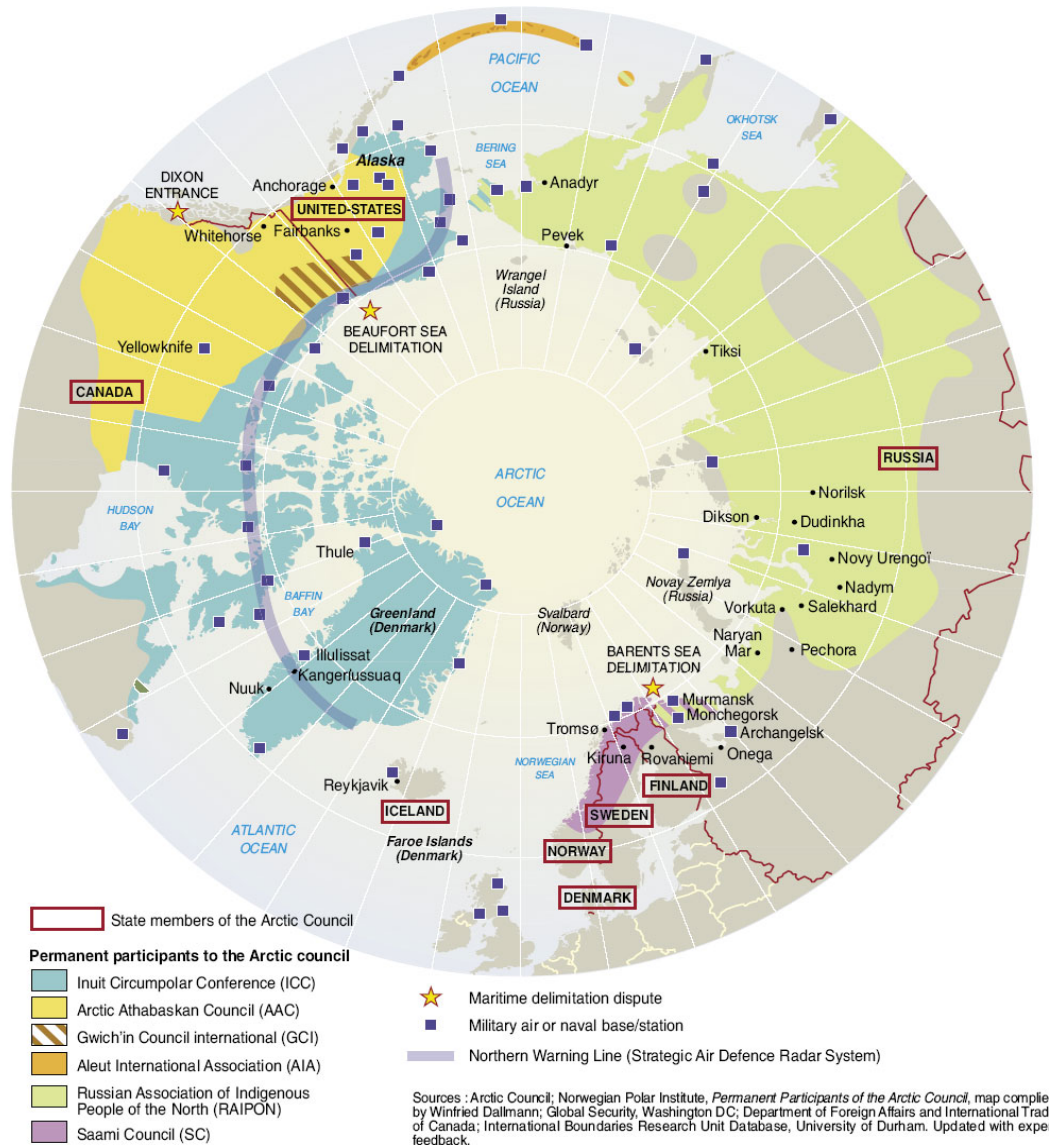 PACIFIC
OCEAN
OKHOTSK
SEA
BERING
SEA
Alaska
DIXON
ENTRANCE
Anchorage
Anadyr
UNITED-STATES
Whitehorse
Fairbanks
Pevek
Wrangel
Island
(Russia)
BEAUFORT SEA
DELIMITATION
Yellowknife
Tiksi
CANADA
RUSSIA
ARCTIC
OCEAN
Norilsk
HUDSON
BAY
Dikson
Dudinkha
Thule
Novy Urengoï
BAFFIN
BAY
Novay Zemlya
(Russia)
Nadym
Greenland
(Denmark)
Svalbard
(Norway)
Vorkuta
Salekhard
Naryan
Mar
Pechora
BARENTS SEA
DELIMITATION
Illulissat
Kangerlussuaq
Nuuk
Murmansk
Monchegorsk
Tromsø
Archangelsk
Kiruna
Rovaniemi
Onega
NORWEGIAN
SEA
Reykjavik
FINLAND
ICELAND
SWEDEN
ATLANTIC
OCEAN
Faroe Islands
(Denmark)
NORWAY
DENMARK
State members of the Arctic Council
Permanent participants to the Arctic council
Inuit Circumpolar Conference (ICC)
Arctic Athabaskan Council (AAC)
Gwich'in Council international (GCI)
Aleut International Association (AIA)
Russian Association of Indigenous
People of the North (RAIPON)
Saami Council (SC)
Maritime delimitation dispute
Military air or naval base/station
Northern Warning Line (Strategic Air Defence Radar System)
Sources : Arctic Council; Norwegian Polar Institute, Permanent Participants of the Arctic Council, map complie
by Winfried Dallmann; Global Security, Washington DC; Department of Foreign Affairs and International Trad
of Canada; International Boundaries Research Unit Database, University of Durham. Updated with expe
feedback.